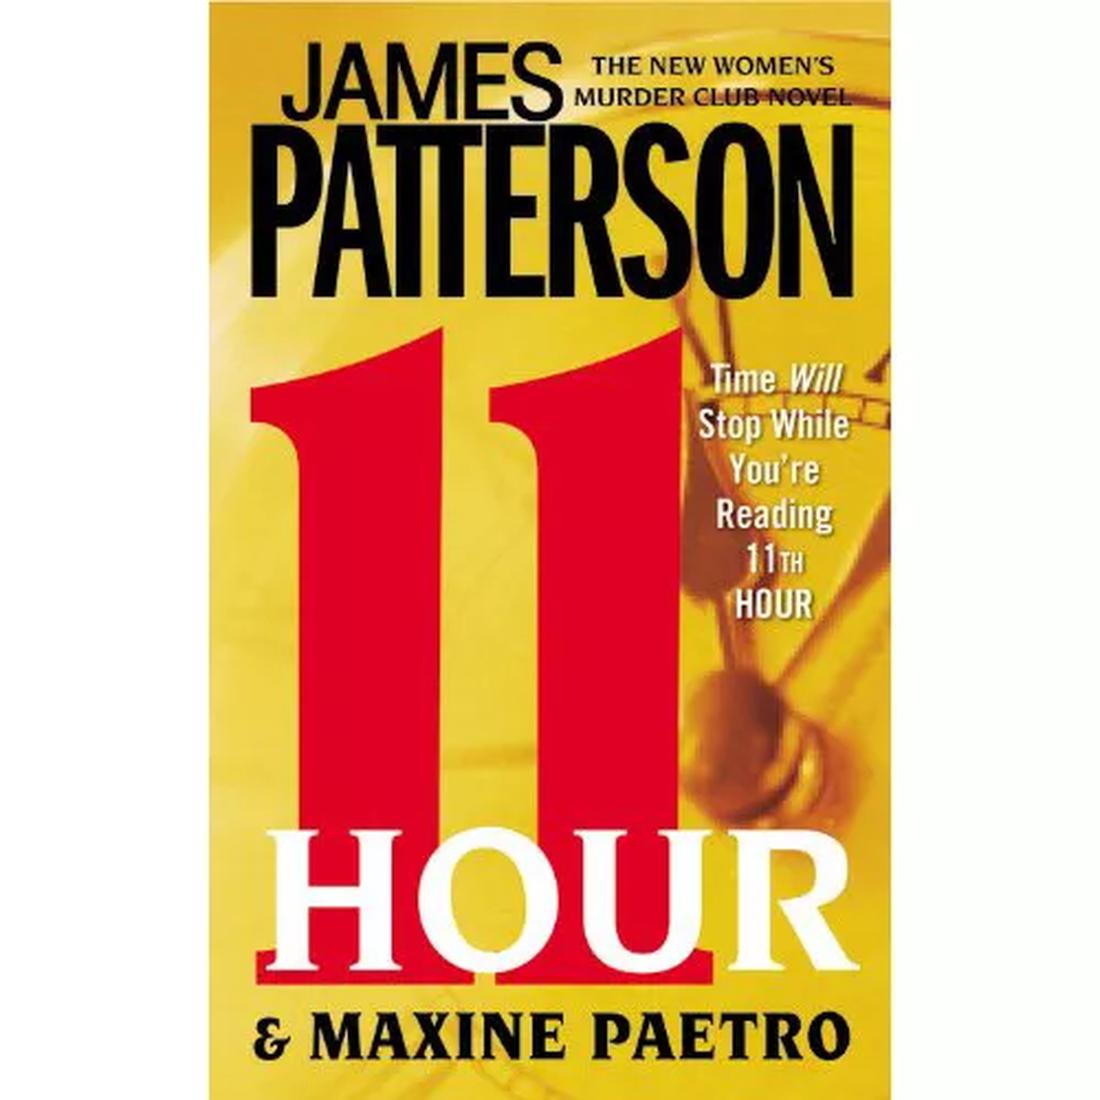 JAMES
THE NEW WOMEN'S
MURDER CLUB NOVEL
PATTERSON
11
Time Will
Stop While
You're
Reading
11TH
HOUR
HOUR
& MAXINE PAETRO